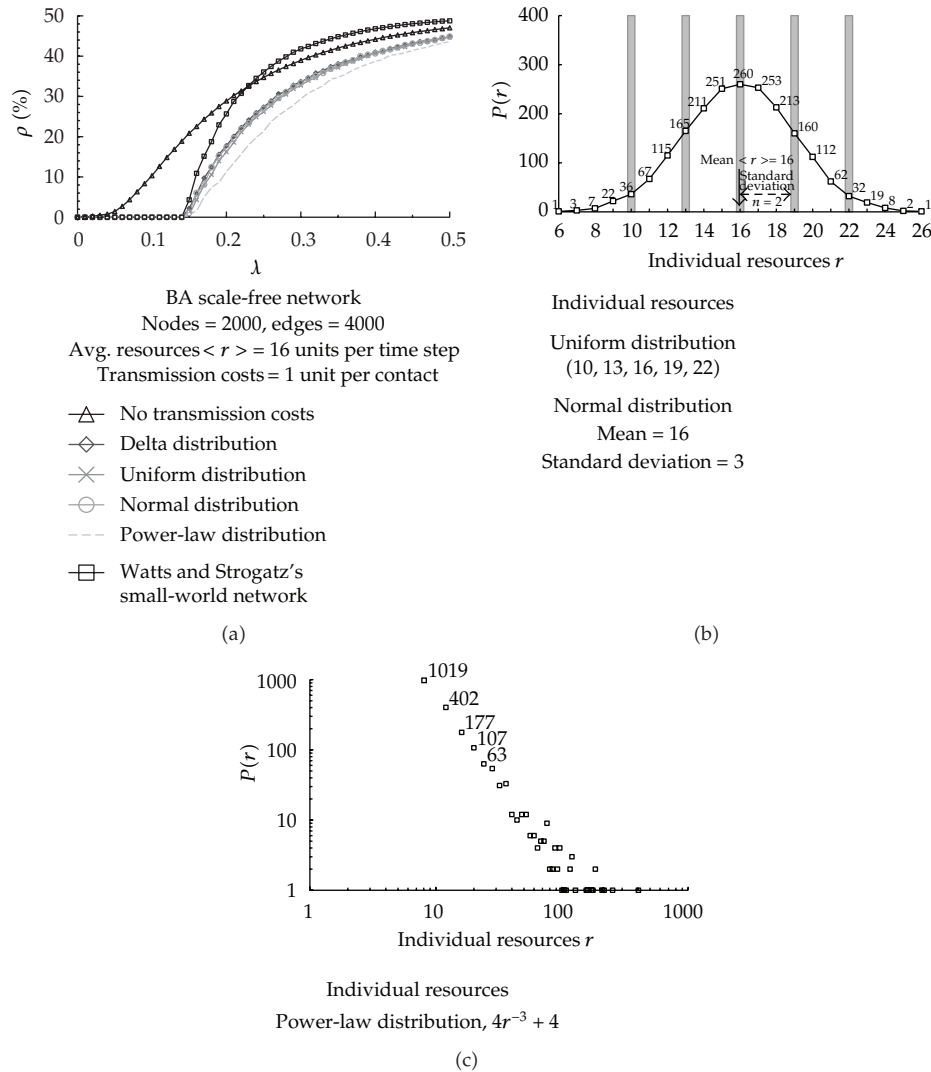 50
40
30
20
10
0
ρ (%)
0 0.1 0.2 0.3 0.4 0.5
λ
BA scale-free network
Nodes = 2000, edges = 4000
Avg. resources < r > = 16 units per time step
Transmission costs = 1 unit per contact
No transmission costs
Delta distribution
Uniform distribution
Normal distribution
Power-law distribution
Watts and Strogatz's
small-world network
(a)
400
300
200
100
0
P(r)
1 3 7 22 36 67 115 165 211 251 260 253 213 160 112 62 32 19 8 2 1
Mean < r >= 16
Standard
deviation
n = 2
6 8 10 12 14 16 18 20 22 24 26
Individual resources r
Individual resources
Uniform distribution
(10, 13, 16, 19, 22)
Normal distribution
Mean = 16
Standard deviation = 3
(b)
1000
100
10
1
P(r)
1019
402
177
107
63
1 10 100 1000
Individual resources r
Individual resources
Power-law distribution, 4r⁻³ + 4
(c)